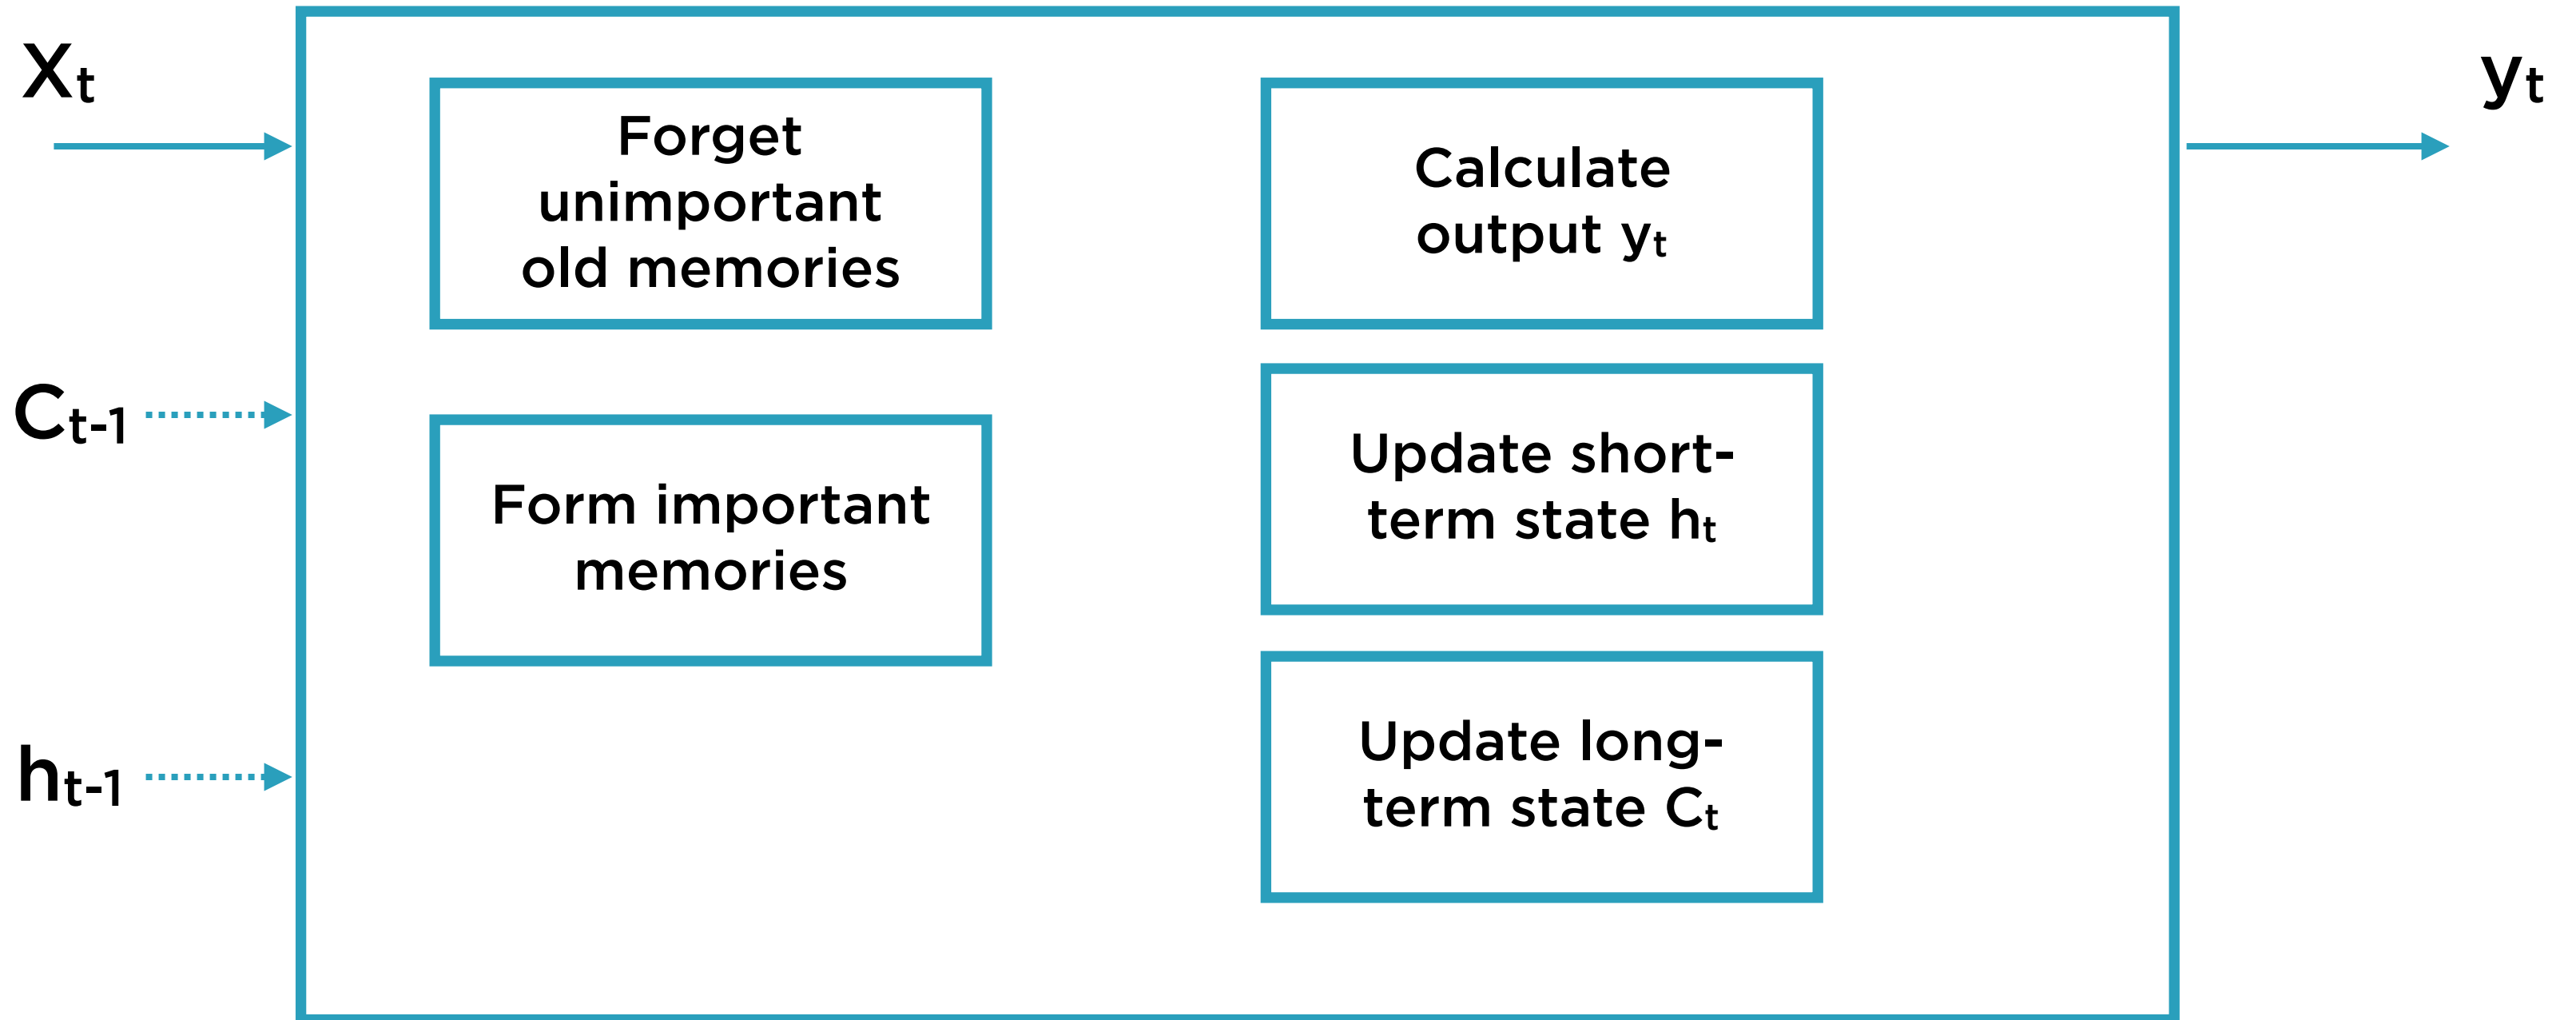 Xₜ
Cₜ₋₁
hₜ₋₁
Forget
unimportant
old memories
Form important
memories
Calculate
output yₜ
Update short-
term state hₜ
Update long-
term state Cₜ
yₜ